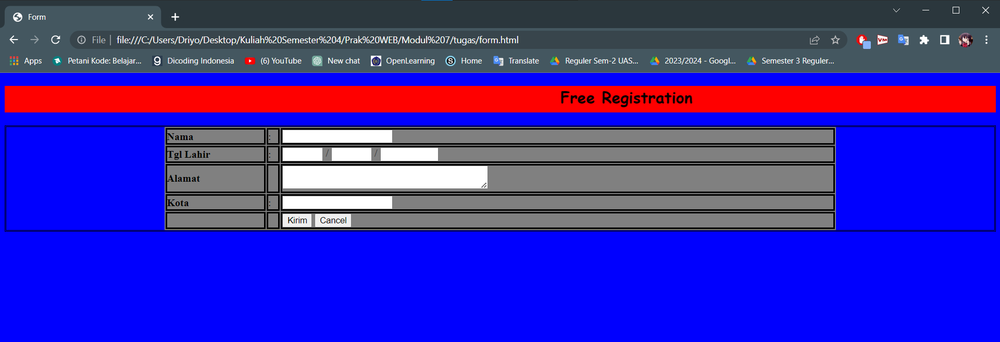 Form
File file:///C:/Users/Driyo/Desktop/Kuliah%20Semester%204/Prak%20WEB/Modul%207/tugas/form.html
Apps Petani Kode: Belajar... Dicoding Indonesia (6) YouTube New chat OpenLearning Home Translate Reguler Sem-2 UAS... 2023/2024 - Googl... Semester 3 Reguler...
Free Registration
Nama :
Tgl Lahir : / /
Alamat
Kota :
Kirim Cancel